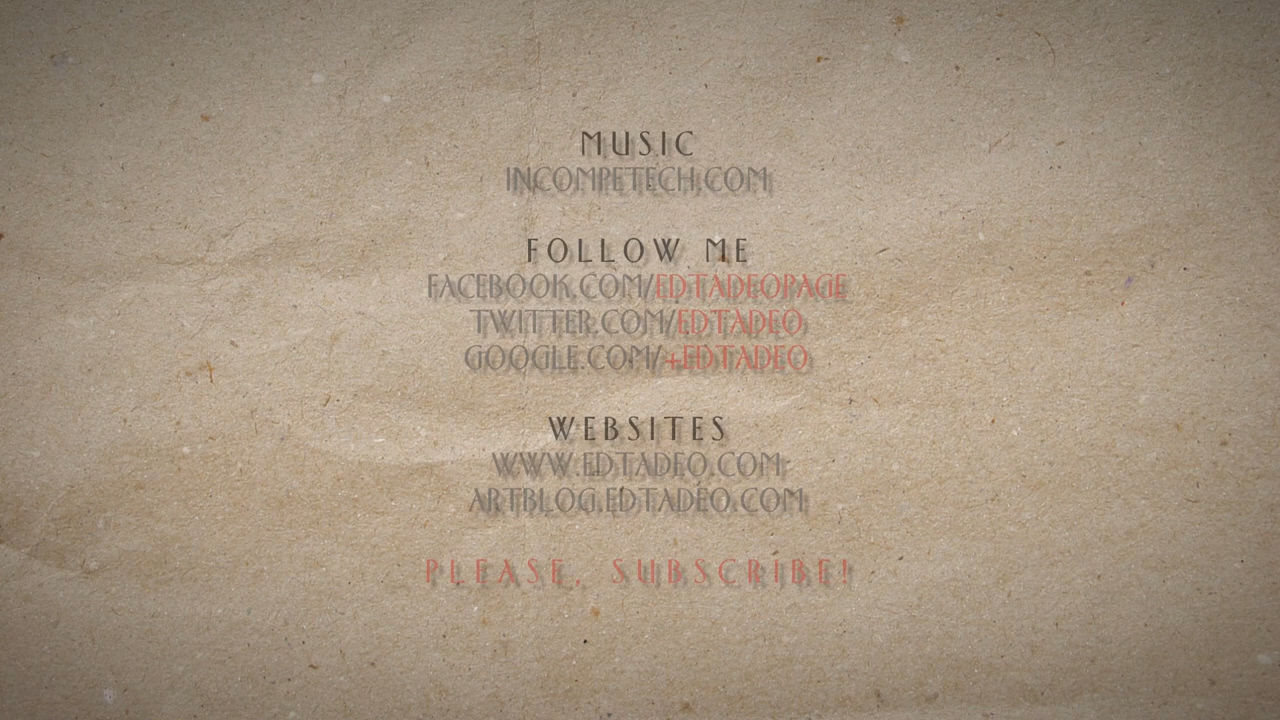 MUSIC
INCOMPETECH.COM
FOLLOW ME
FACEBOOK.COM/EDTADEOPAGE
TWITTER.COM/EDTADEO
GOOGLE.COM/+EDTADEO
WEBSITES
WWW.EDTADEO.COM
ARTBLOG.EDTADEO.COM
PLEASE, SUBSCRIBE!